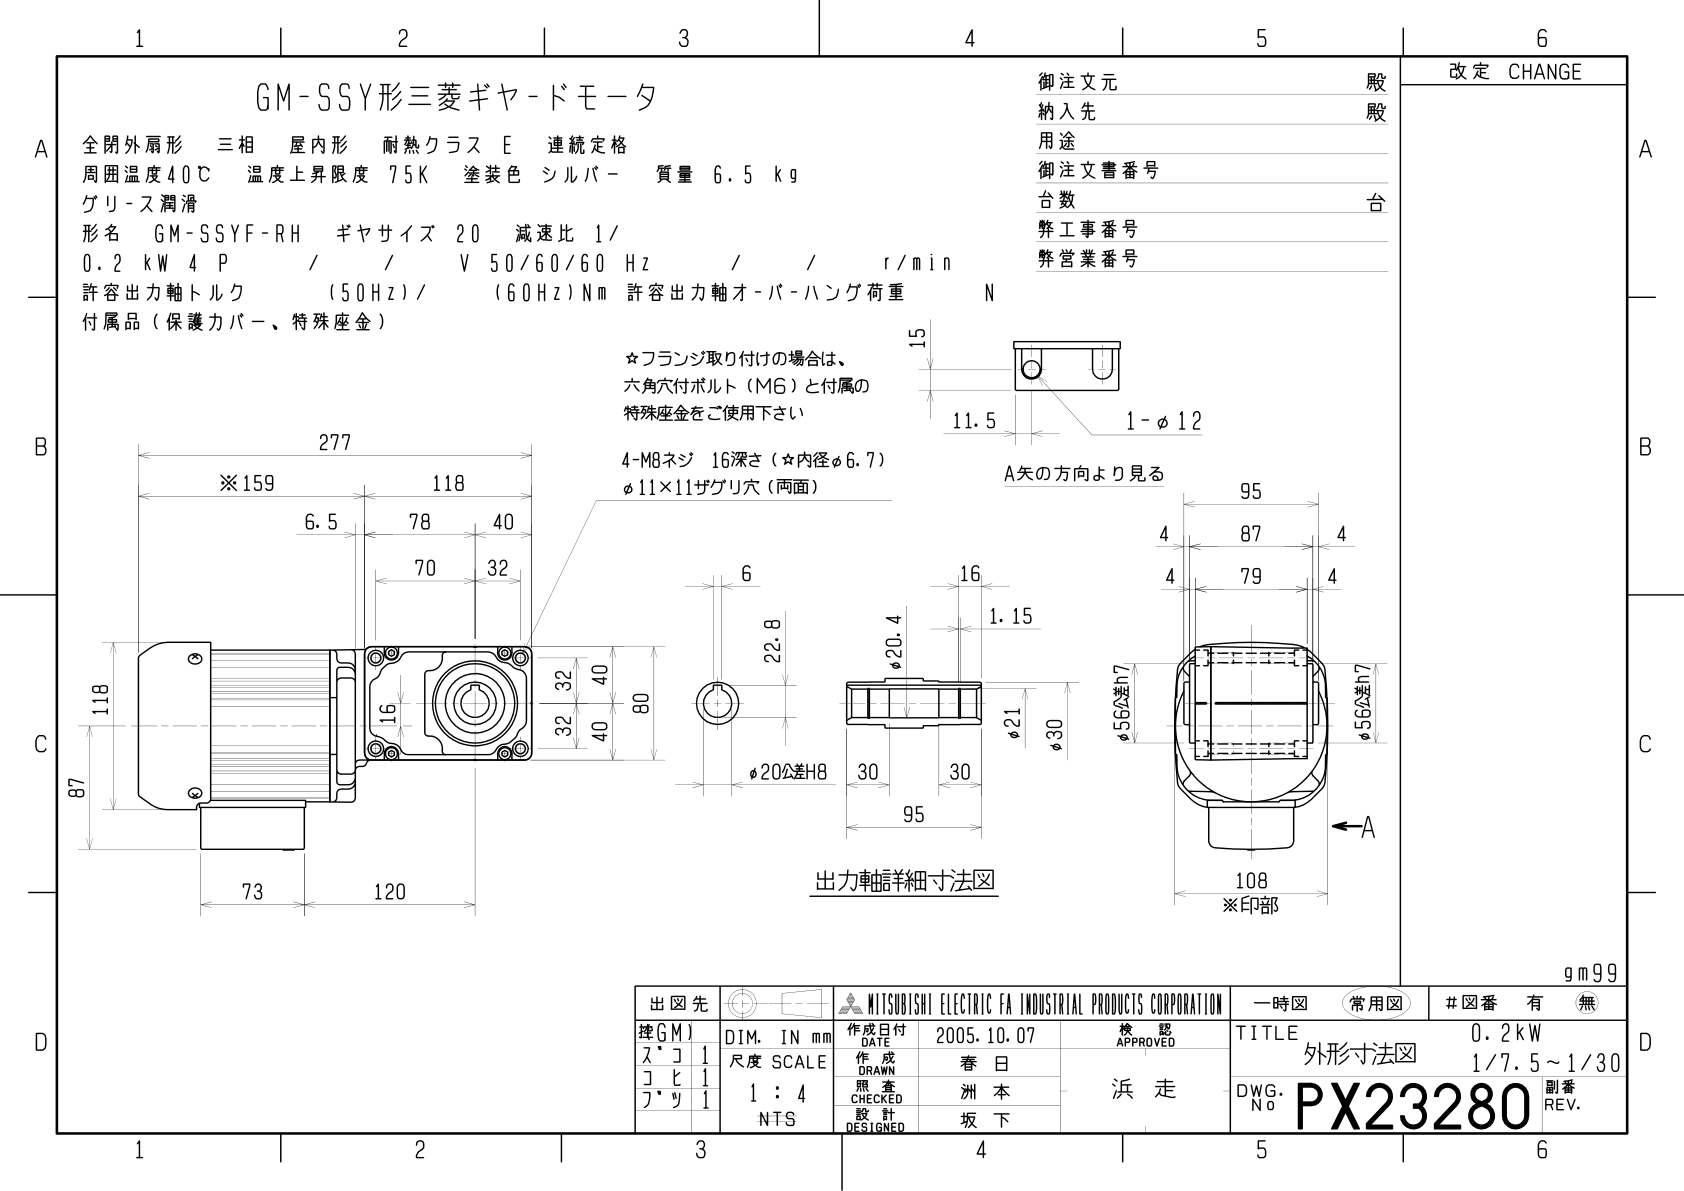 1 2 3 4 5 6
改定 CHANGE
GM-SSY形三菱ギヤ-ドモータ
全閉外扇形 三相 屋内形 耐熱クラス E 連続定格
周囲温度40℃ 温度上昇限度 75K 塗装色 シルバー 質量 6.5 kg
グリ-ス潤滑
形名 GM-SSYF-RH ギヤサイズ 20 減速比 1/
0.2 kW 4 P / / V 50/60/60 Hz / / r/min
許容出力軸トルク (50Hz)/ (60Hz)Nm 許容出力軸オ-バ-ハング荷重 N
付属品(保護カバー、特殊座金)
御注文元 殿
納入先 殿
用途
御注文書番号
台数 台
弊工事番号
弊営業番号
A A
B B
C C
D D
☆フランジ取り付けの場合は、
六角穴付ボルト(M6)と付属の
特殊座金をご使用下さい
4-M8ネジ 16深さ(☆内径φ6.7)
φ11×11ザグリ穴(両面)
15
11.5
1-φ12
A矢の方向より見る
277
※159 118
6.5 78 40
70 32
118
87
16
32 40
32 40
80
73 120
6
22.8
φ20公差H8
16
1.15
φ20.4
φ21
φ30
30 30
95
出力軸詳細寸法図
95
4 87 4
4 79 4
φ56公差h7
φ56公差h7
A
108
※印部
gm99
出図先
MITSUBISHI ELECTRIC FA INDUSTRIAL PRODUCTS CORPORATION
一時図 常用図 #図番 有 無
GM)
スﾞコ 1
コヒ 1
フﾞツ 1
DIM. IN mm
尺度 SCALE
1 : 4
NTS
作成日付 DATE 2005.10.07
作成 DRAWN 春日
照査 CHECKED 洲本
設計 DESIGNED 坂下
検認 APPROVED
浜走
TITLE 0.2kW
外形寸法図 1/7.5~1/30
DWG. No PX23280
副番 REV.
1 2 3 4 5 6